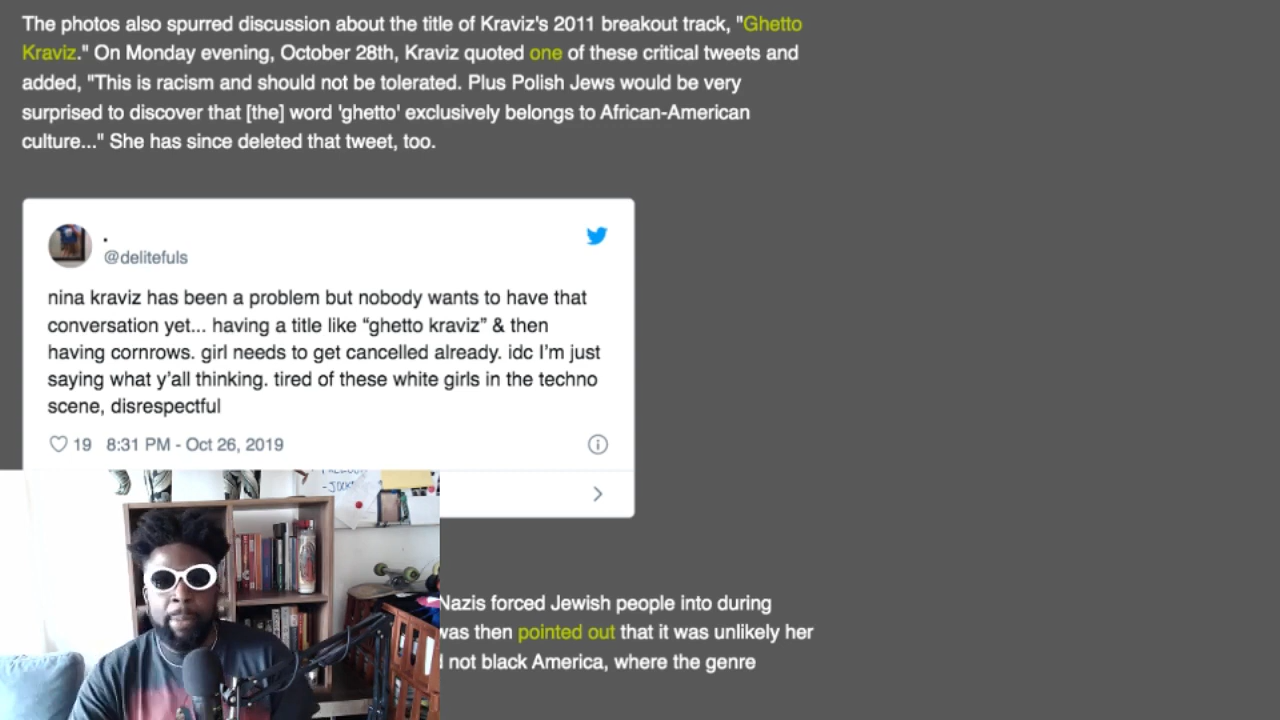 The photos also spurred discussion about the title of Kraviz's 2011 breakout track, "Ghetto
Kraviz." On Monday evening, October 28th, Kraviz quoted one of these critical tweets and
added, "This is racism and should not be tolerated. Plus Polish Jews would be very
surprised to discover that [the] word 'ghetto' exclusively belongs to African-American
culture..." She has since deleted that tweet, too.
.
@delitefuls
nina kraviz has been a problem but nobody wants to have that
conversation yet... having a title like “ghetto kraviz” & then
having cornrows. girl needs to get cancelled already. idc I’m just
saying what y’all thinking. tired of these white girls in the techno
scene, disrespectful
19 8:31 PM - Oct 26, 2019
Nazis forced Jewish people into during
was then pointed out that it was unlikely her
not black America, where the genre